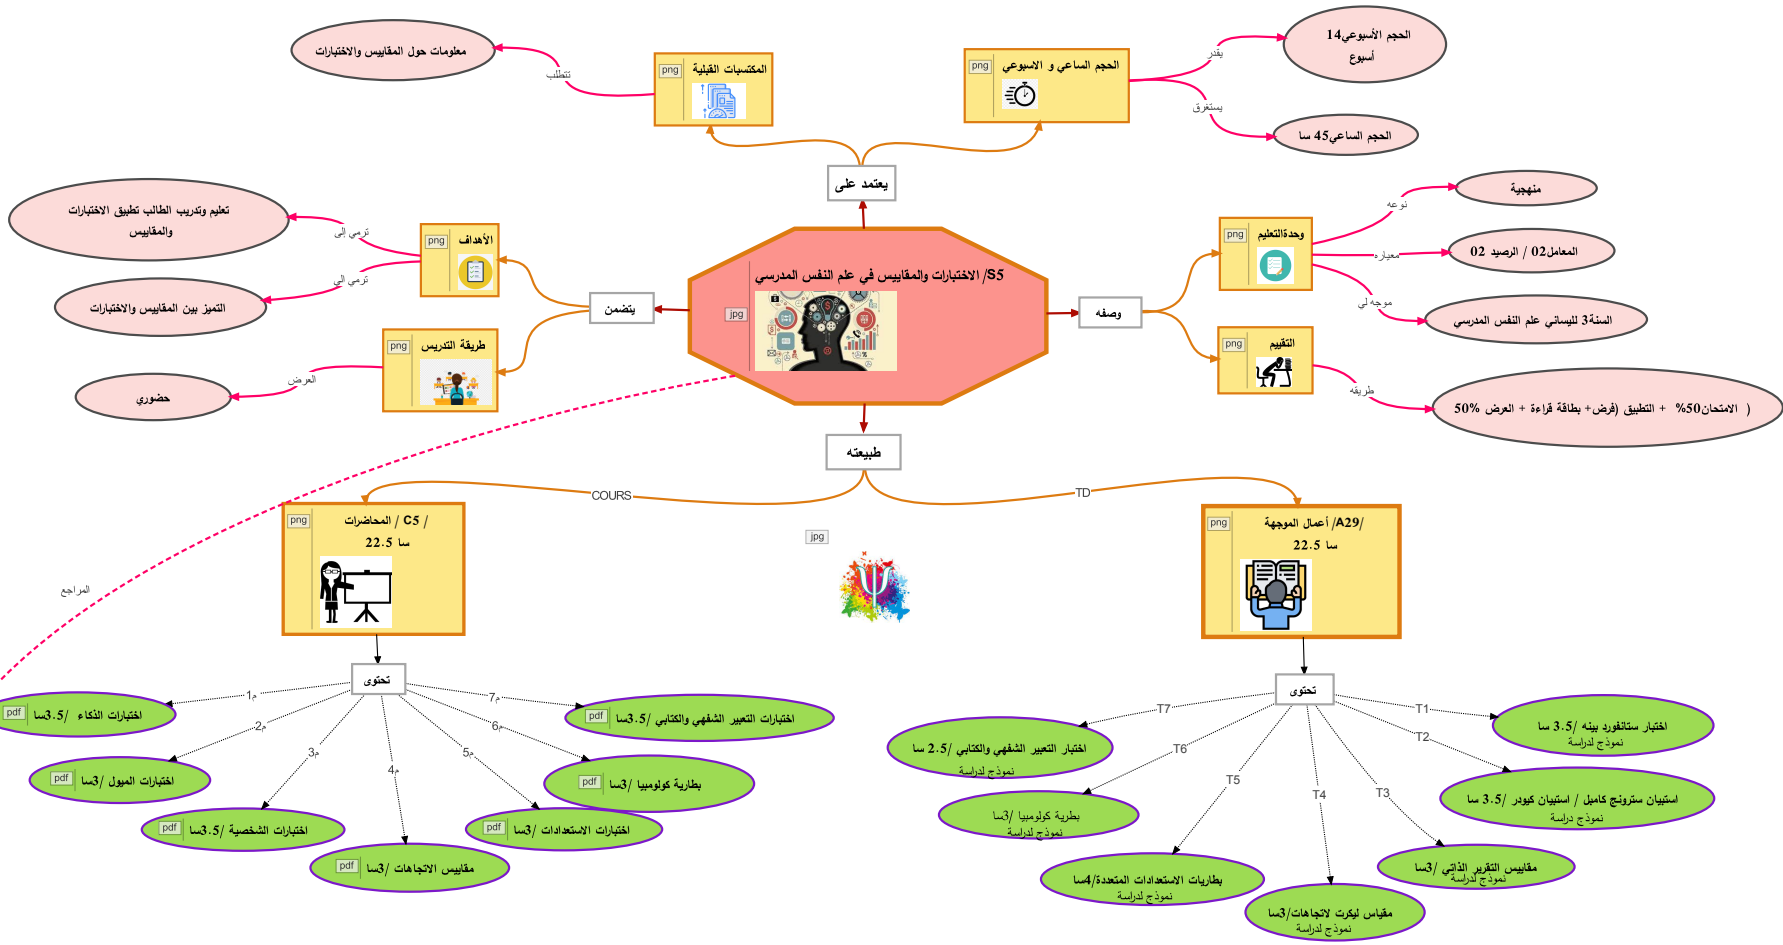 معلومات حول المقاييس والاختبارات
تتطلب
png
المكتسبات القبلية
png
الحجم الساعي و الاسبوعي
يقدر
الحجم الأسبوعي14
أسبوع
يستغرق
الحجم الساعي45 سا
يعتمد على
تعليم وتدريب الطالب تطبيق الاختبارات
والمقاييس
ترمي إلى
png
الأهداف
التميز بين المقاييس والاختبارات
ترمي الي
يتضمن
png
طريقة التدريس
العرض
حضوري
S5/ الاختبارات والمقاييس في علم النفس المدرسي
jpg
وصفه
png
وحدةالتعليم
نوعه
منهجية
معياره
المعامل02 / الرصيد 02
موجه لي
السنة3 لليساني علم النفس المدرسي
png
التقييم
طريقه
( الامتحان50% + التطبيق (فرض+ بطاقة قراءة + العرض 50%
طبيعته
COURS
TD
المراجع
png
/ C5 / المحاضرات
22.5 سا
jpg
png
/A29/ أعمال الموجهة
22.5 سا
تحتوى
م1
pdf
اختبارات الذكاء /3.5سا
م2
pdf
اختبارات الميول /3سا
م3
pdf
اختبارات الشخصية /3.5سا
م4
pdf
مقاييس الاتجاهات /3سا
م5
pdf
اختبارات الاستعدادات /3سا
م6
pdf
بطارية كولومبيا /3سا
م7
pdf
اختبارات التعبير الشفهي والكتابي /3.5سا
تحتوى
T1
اختبار ستانفورد بينه /3.5 سا
نموذج لدراسة
T2
استبيان سترونج كامبل / استبيان كيودر /3.5 سا
نموذج دراسة
T3
مقاييس التقرير الذاتي /3سا
نموذج لدراسة
T4
مقياس ليكرت لاتجاهات/3سا
نموذج لدراسة
T5
بطاريات الاستعدادات المتعددة/4سا
نموذج لدراسة
T6
بطرية كولومبيا /3سا
نموذج لدراسة
T7
اختبار التعبير الشفهي والكتابي /2.5 سا
نموذج لدراسة